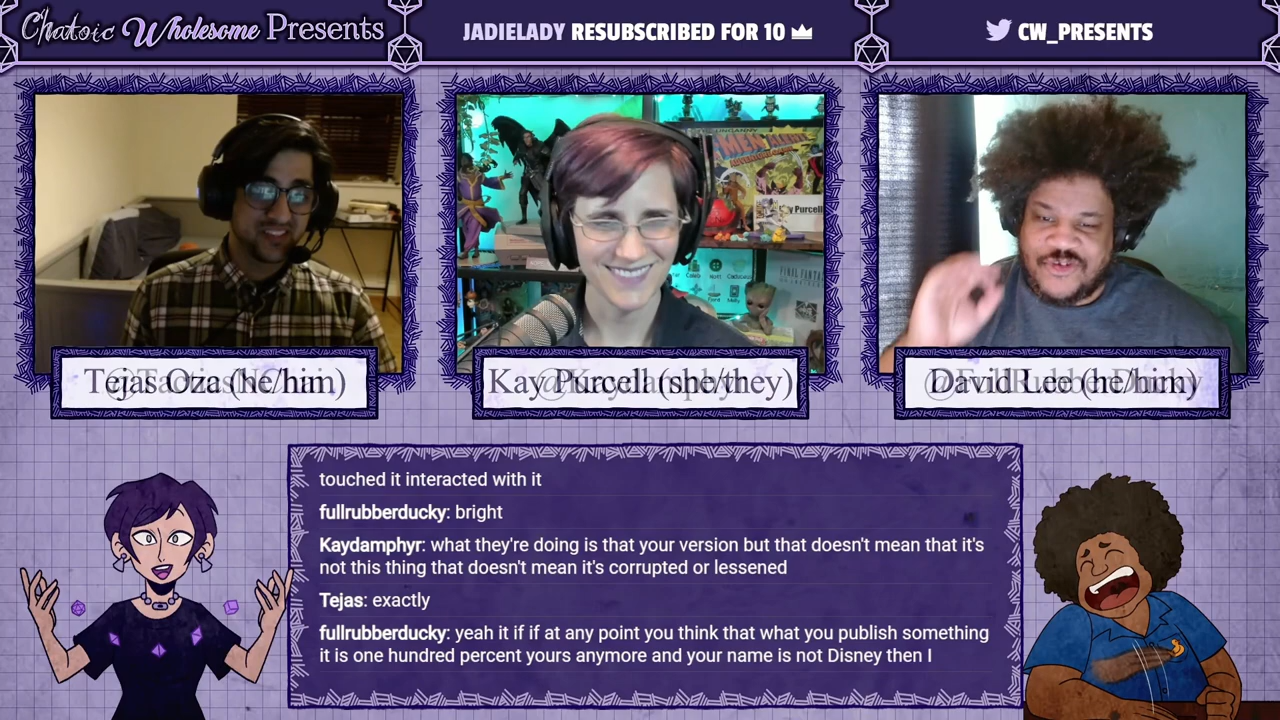 Chaotic Wholesome Presents
JADIELADY RESUBSCRIBED FOR 10
CW_PRESENTS
Tejas Oza (he/him)
Kay Purcell (she/they)
David Lee (he/him)
touched it interacted with it
fullrubberducky: bright
Kaydamphyr: what they're doing is that your version but that doesn't mean that it's
not this thing that doesn't mean it's corrupted or lessened
Tejas: exactly
fullrubberducky: yeah it if if at any point you think that what you publish something
it is one hundred percent yours anymore and your name is not Disney then I